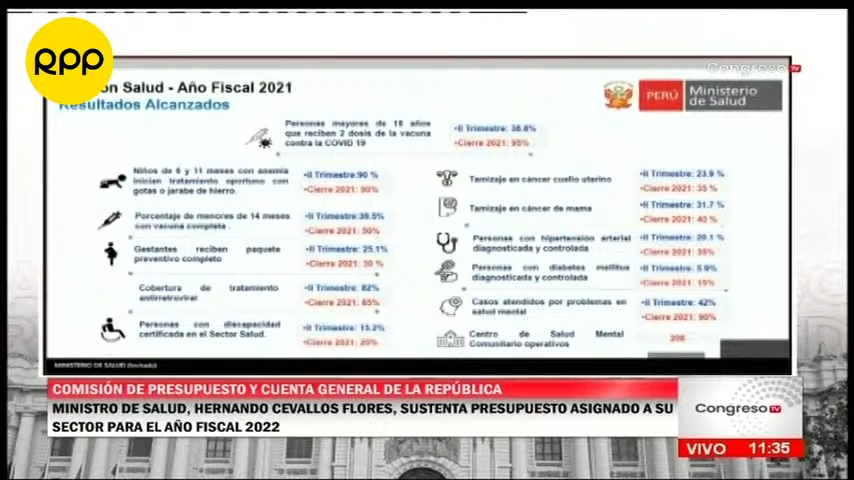 rpp
Congreso TV
on Salud - Año Fiscal 2021
Resultados Alcanzados
PERÚ
Ministerio
de Salud
Personas mayores de 18 años
que reciben 2 dosis de la vacuna
contra la COVID 19
•II Trimestre: 38.8%
•Cierre 2021: 95%
Niños de 6 y 11 meses con anemia
inician tratamiento oportuno con
gotas o jarabe de hierro.
•II Trimestre:90 %
•Cierre 2021: 90%
Porcentaje de menores de 14 meses
con vacuna completa .
•II Trimestre:39.5%
•Cierre 2021: 50%
Gestantes reciben paquete
preventivo completo
•II Trimestre: 25.1%
•Cierre 2021: 30 %
Cobertura de tratamiento
antirretroviral
•II Trimestre: 82%
•Cierre 2021: 85%
Personas con discapacidad
certificada en el Sector Salud.
•II Trimestre: 15.2%
•Cierre 2021: 20%
Tamizaje en cáncer cuello uterino
•II Trimestre: 23.9 %
•Cierre 2021: 35 %
Tamizaje en cáncer de mama
•II Trimestre: 31.7 %
•Cierre 2021: 40 %
Personas con hipertensión arterial
diagnosticada y controlada
•II Trimestre: 20.1 %
•Cierre 2021: 35%
Personas con diabetes mellitus
diagnosticada y controlada
•II Trimestre:
•Cierre 2021: 15%
Casos atendidos por problemas en
salud mental
•II Trimestre: 42%
•Cierre 2021: 90%
Centro de Salud Mental
Comunitario operativos
206
MINISTERIO DE SALUD (Invitado)
COMISIÓN DE PRESUPUESTO Y CUENTA GENERAL DE LA REPÚBLICA
MINISTRO DE SALUD, HERNANDO CEVALLOS FLORES, SUSTENTA PRESUPUESTO ASIGNADO A SU
SECTOR PARA EL AÑO FISCAL 2022
Congreso TV
VIVO 11:35